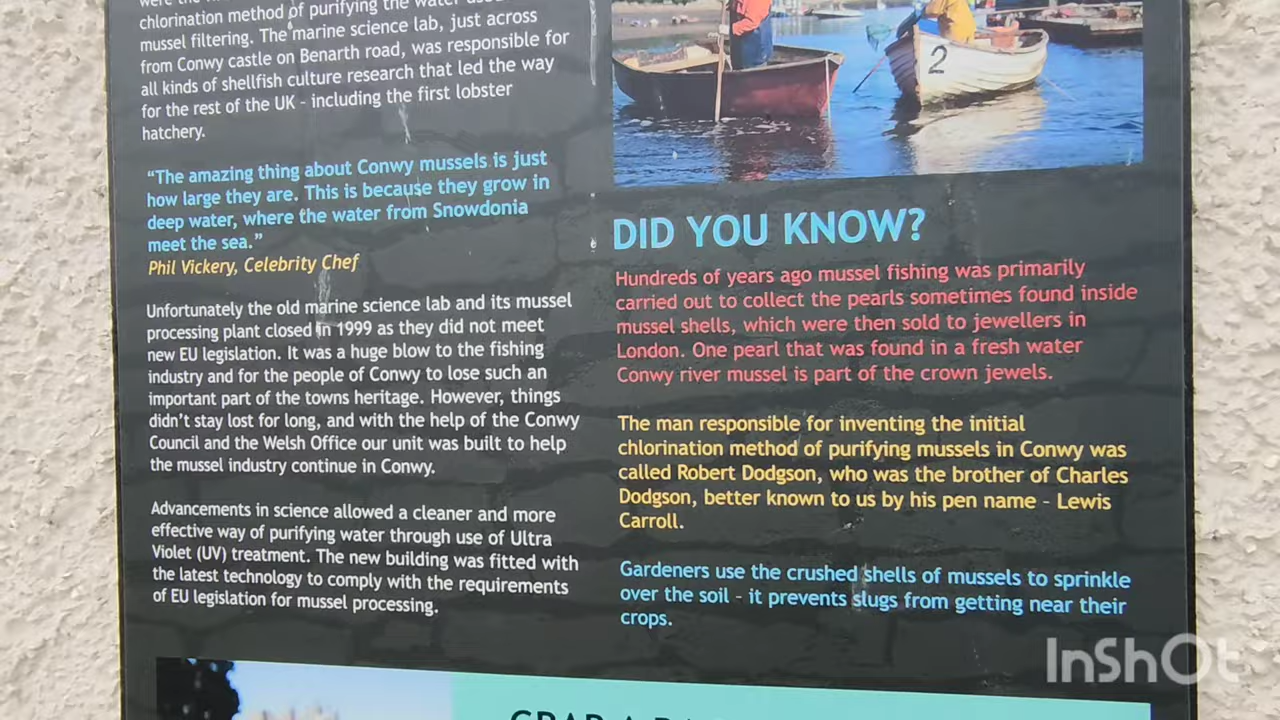 chlorination method of purifying the water
mussel filtering. The marine science lab, just across
from Conwy castle on Benarth road, was responsible for
all kinds of shellfish culture research that led the way
for the rest of the UK - including the first lobster
hatchery.
“The amazing thing about Conwy mussels is just
how large they are. This is because they grow in
deep water, where the water from Snowdonia
meet the sea.”
Phil Vickery, Celebrity Chef
Unfortunately the old marine science lab and its mussel
processing plant closed in 1999 as they did not meet
new EU legislation. It was a huge blow to the fishing
industry and for the people of Conwy to lose such an
important part of the towns heritage. However, things
didn’t stay lost for long, and with the help of the Conwy
Council and the Welsh Office our unit was built to help
the mussel industry continue in Conwy.
Advancements in science allowed a cleaner and more
effective way of purifying water through use of Ultra
Violet (UV) treatment. The new building was fitted with
the latest technology to comply with the requirements
of EU legislation for mussel processing.
2
DID YOU KNOW?
Hundreds of years ago mussel fishing was primarily
carried out to collect the pearls sometimes found inside
mussel shells, which were then sold to jewellers in
London. One pearl that was found in a fresh water
Conwy river mussel is part of the crown jewels.
The man responsible for inventing the initial
chlorination method of purifying mussels in Conwy was
called Robert Dodgson, who was the brother of Charles
Dodgson, better known to us by his pen name - Lewis
Carroll.
Gardeners use the crushed shells of mussels to sprinkle
over the soil - it prevents slugs from getting near their
crops.
InShOt